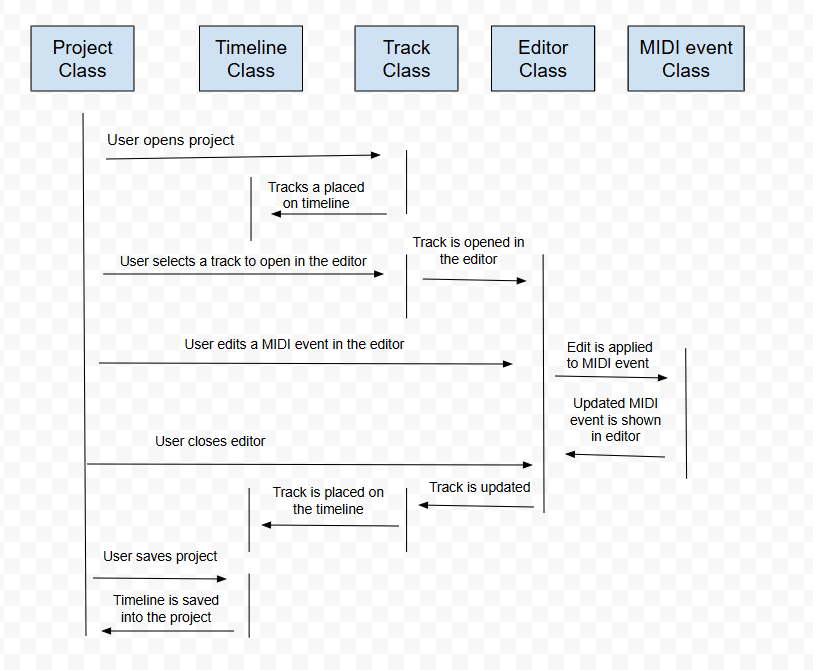 Project
Class
Timeline
Class
Track
Class
Editor
Class
MIDI event
Class
User opens project
Tracks a placed
on timeline
Track is opened in
the editor
User selects a track to open in the editor
User edits a MIDI event in the editor
Edit is applied
to MIDI event
Updated MIDI
event is shown
in editor
User closes editor
Track is updated
Track is placed on
the timeline
User saves project
Timeline is saved
into the project